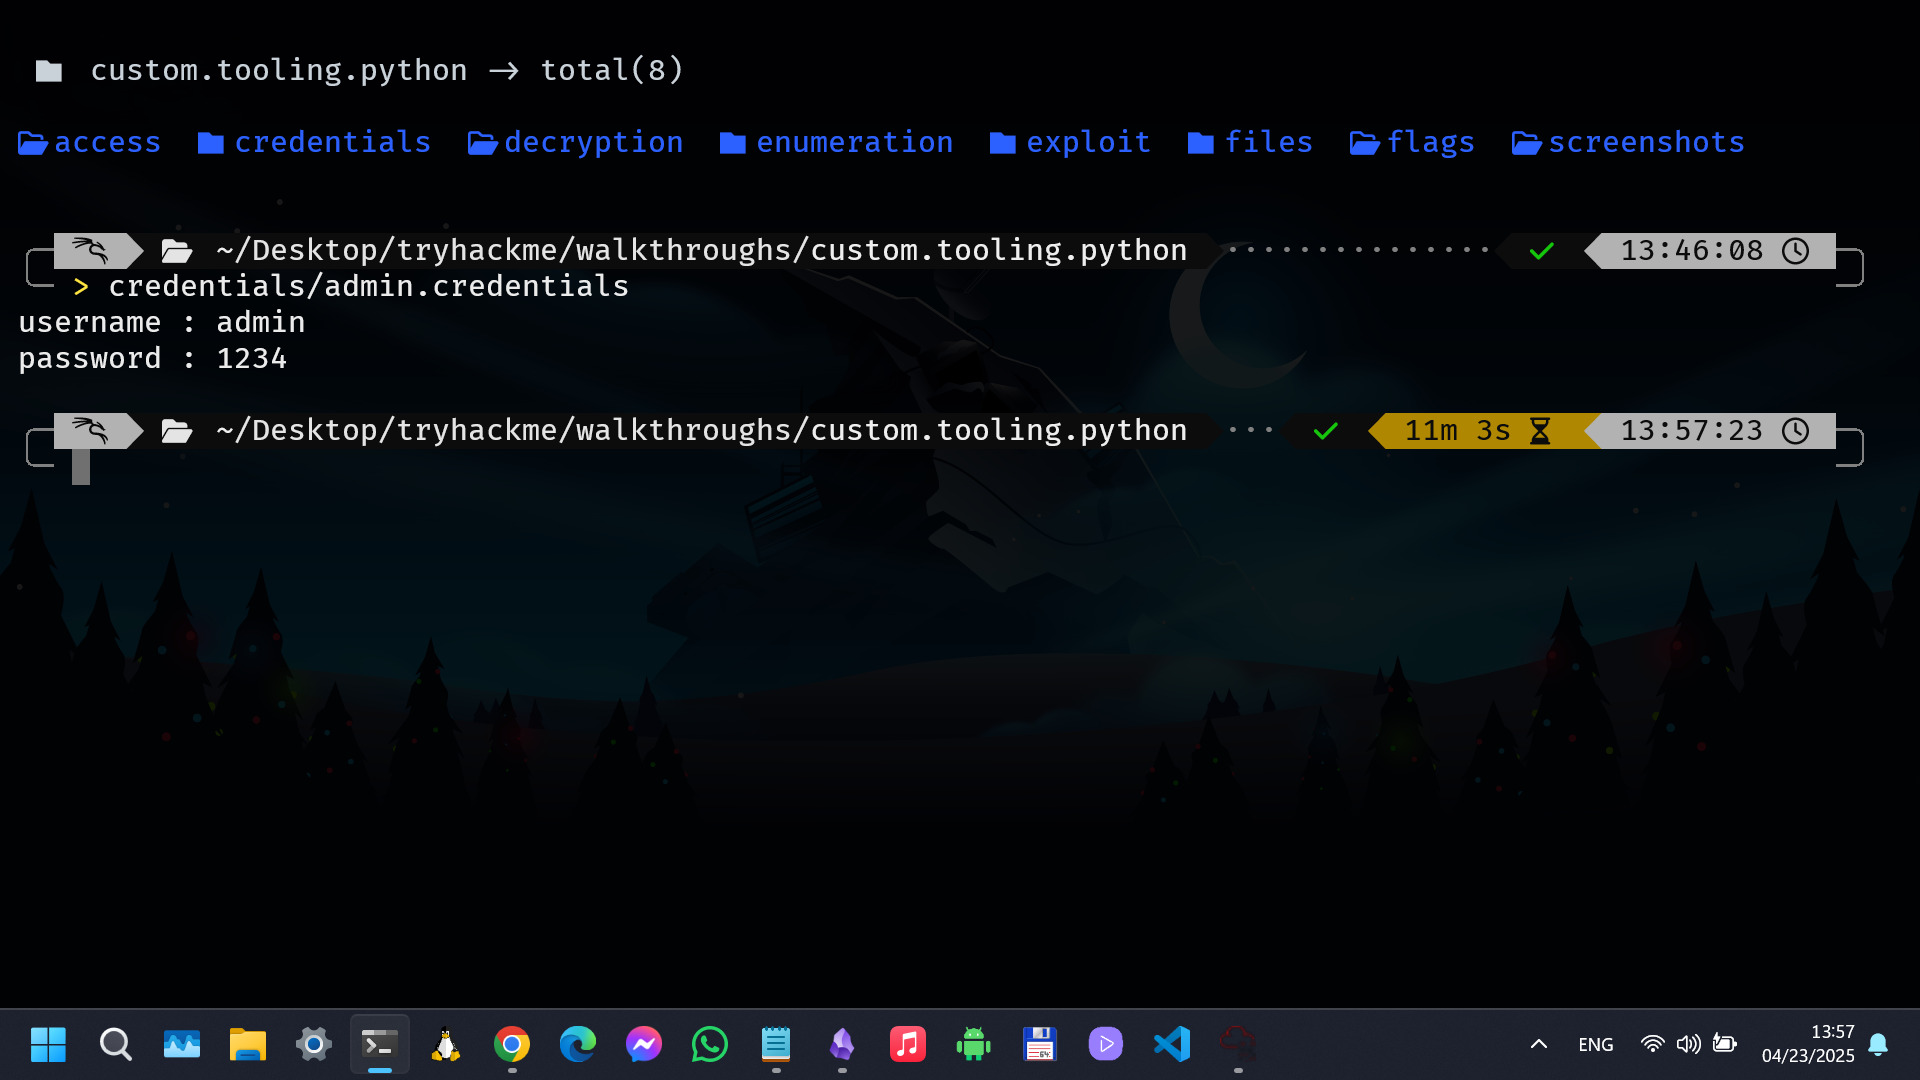 custom.tooling.python → total(8)
access credentials decryption enumeration exploit files flags screenshots
~/Desktop/tryhackme/walkthroughs/custom.tooling.python ✓ 13:46:08
> credentials/admin.credentials
username : admin
password : 1234
~/Desktop/tryhackme/walkthroughs/custom.tooling.python ✓ 11m 3s 13:57:23
64
ENG
13:57
04/23/2025